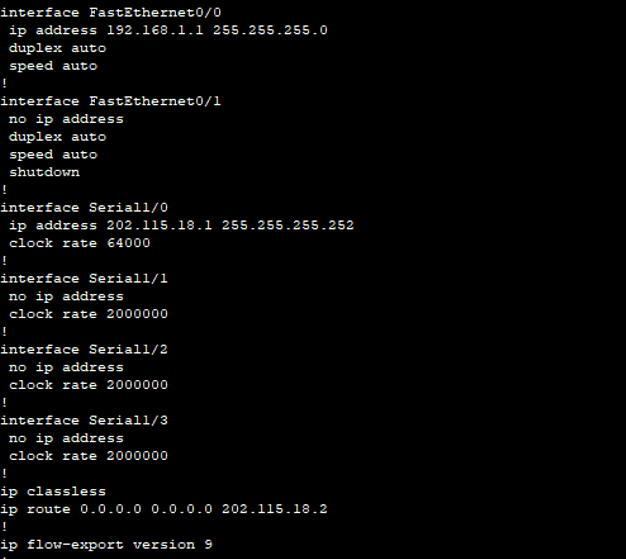 interface FastEthernet0/0
 ip address 192.168.1.1 255.255.255.0
 duplex auto
 speed auto
!
interface FastEthernet0/1
 no ip address
 duplex auto
 speed auto
 shutdown
!
interface Serial1/0
 ip address 202.115.18.1 255.255.255.252
 clock rate 64000
!
interface Serial1/1
 no ip address
 clock rate 2000000
!
interface Serial1/2
 no ip address
 clock rate 2000000
!
interface Serial1/3
 no ip address
 clock rate 2000000
!
ip classless
ip route 0.0.0.0 0.0.0.0 202.115.18.2
!
ip flow-export version 9
!